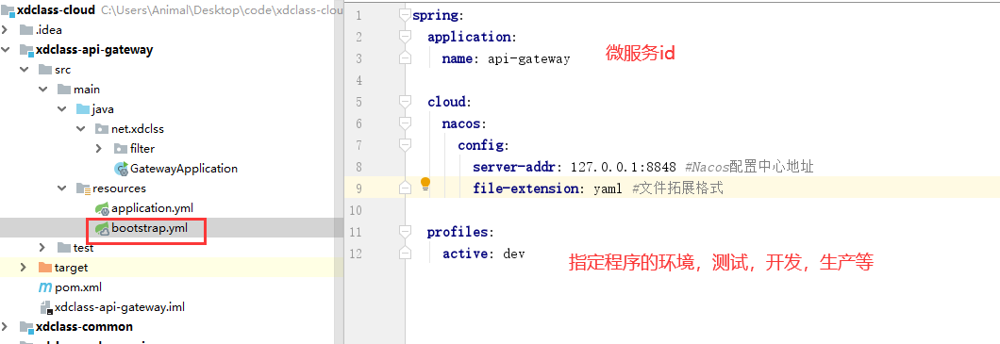 xdclass-cloud C:\Users\Animal\Desktop\code\xdclass-clou
.idea
xdclass-api-gateway
src
main
java
net.xdclss
filter
GatewayApplication
resources
application.yml
bootstrap.yml
test
target
pom.xml
xdclass-api-gateway.iml
xdclass-common
1 spring:
2 application:
3 name: api-gateway
微服务id
4
5 cloud:
6 nacos:
7 config:
8 server-addr: 127.0.0.1:8848 #Nacos配置中心地址
9 file-extension: yaml #文件拓展格式
10
11 profiles:
12 active: dev
指定程序的环境，测试，开发，生产等